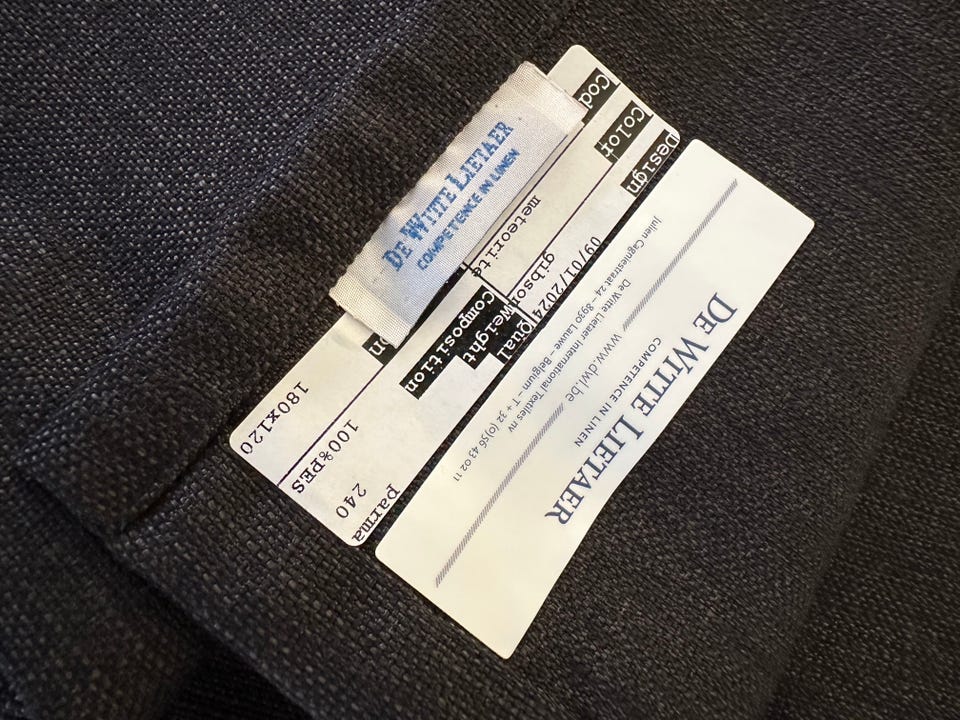 DE WITTE LIETAER
COMPETENCE IN LINEN
Design 09/01/2024 Qual parma
Color gibson Weight 240
Cod meteorite Composition 100%PES
on 180x120
DE WITTE LIETAER
COMPETENCE IN LINEN
www.dwl.be
De Witte Lietaer International Textiles nv
Julien Cagniestraat 24 – 8930 Lauwe – Belgium – T + 32 (0)56 43 02 11